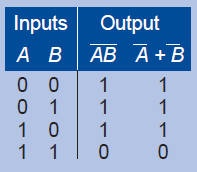 Inputs Output
A B A̅B̅ A̅ + B̅
0 0 1 1
0 1 1 1
1 0 1 1
1 1 0 0